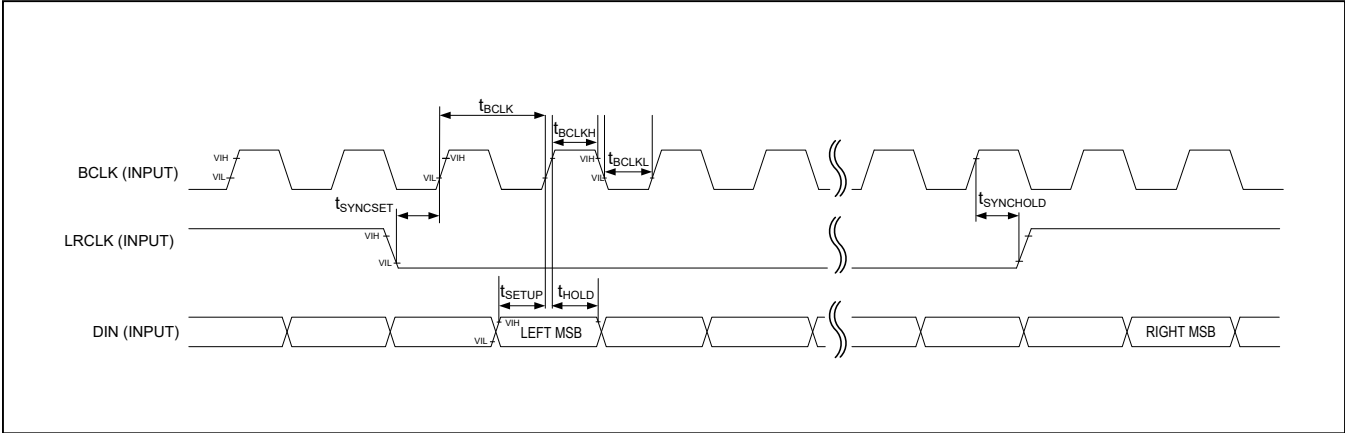 tBCLK
tBCLKH
VIH
VIH
VIH
BCLK (INPUT)
VIL
VIL
VIL
tBCLKL
tSYNCSET
tSYNCHOLD
LRCLK (INPUT)
VIH
VIL
tSETUP
tHOLD
DIN (INPUT)
VIH
VIL
LEFT MSB
RIGHT MSB